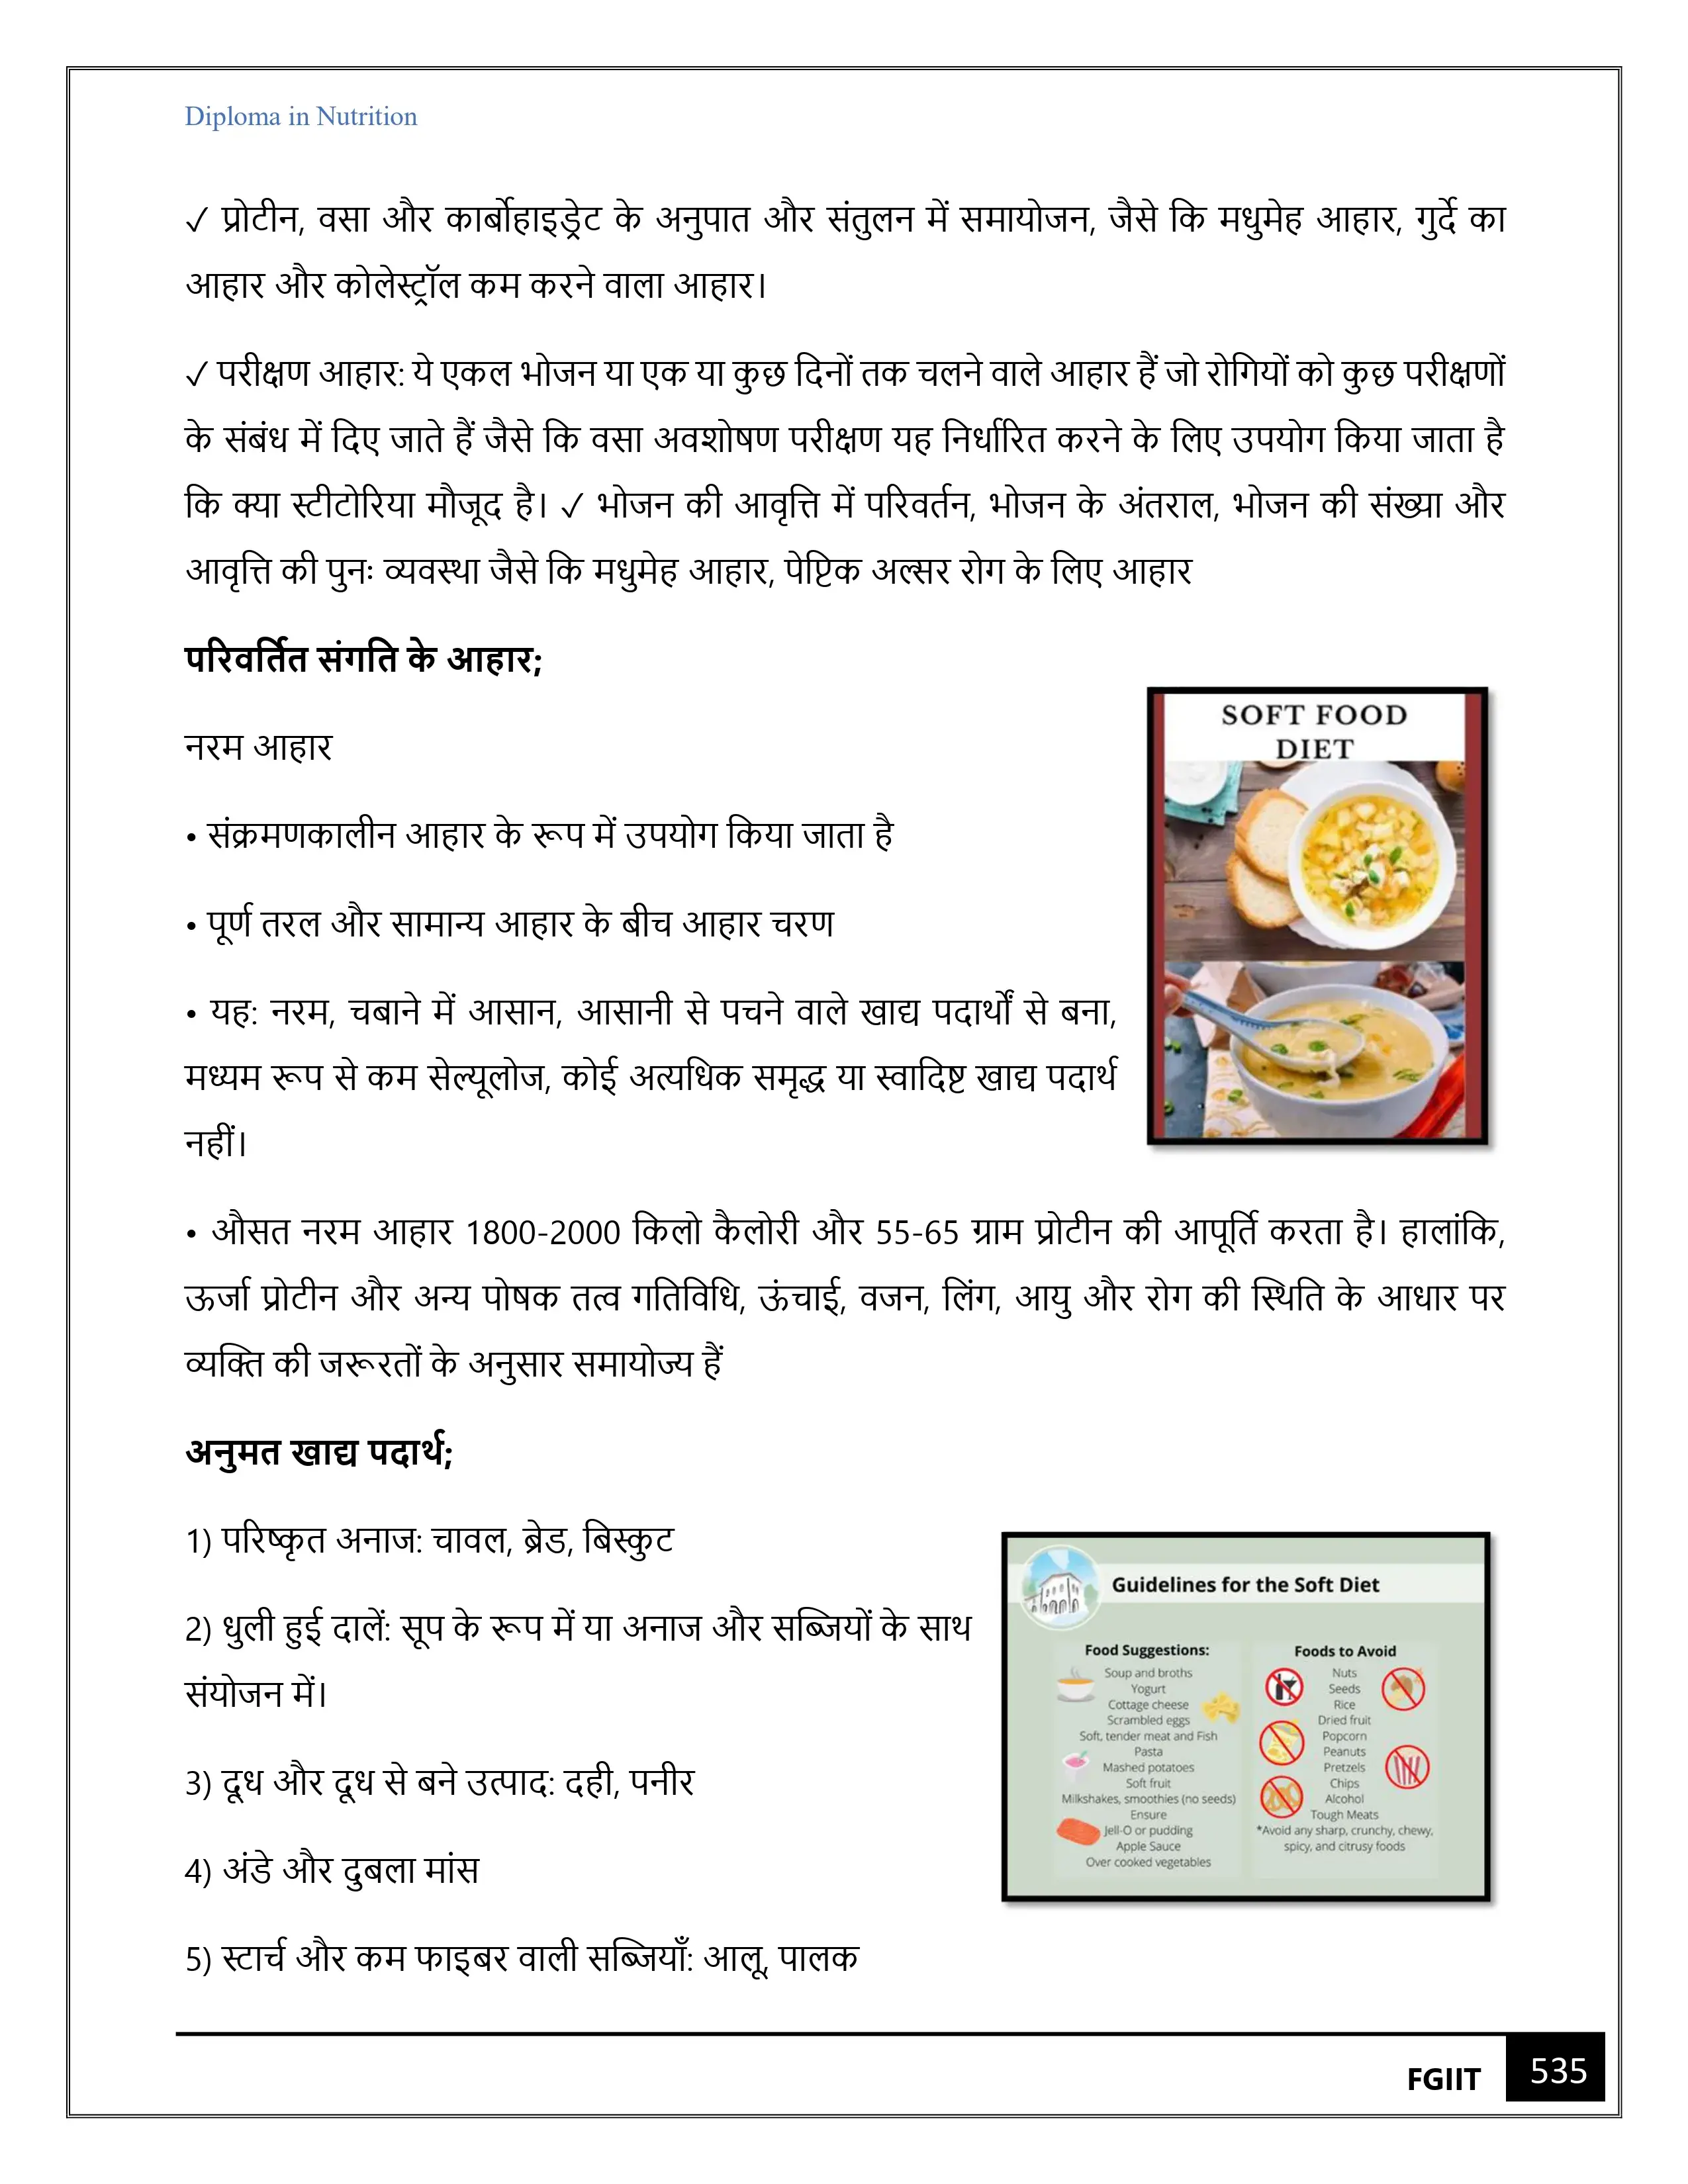 Diploma in Nutrition
✓ प्रोटीन, वसा और कार्बोहाइड्रेट के अनुपात और संतुलन में समायोजन, जैसे कि मधुमेह आहार, गुर्दे का
आहार और कोलेस्ट्रॉल कम करने वाला आहार।
✓ परीक्षण आहार: ये एकल भोजन या एक या कुछ दिनों तक चलने वाले आहार हैं जो रोगियों को कुछ परीक्षणों
के संबंध में दिए जाते हैं जैसे कि वसा अवशोषण परीक्षण यह निर्धारित करने के लिए उपयोग किया जाता है
कि क्या स्टीटोरिया मौजूद है। ✓ भोजन की आवृत्ति में परिवर्तन, भोजन के अंतराल, भोजन की संख्या और
आवृत्ति की पुनः व्यवस्था जैसे कि मधुमेह आहार, पेप्टिक अल्सर रोग के लिए आहार
परिवर्तित संगति के आहार;
नरम आहार
• संक्रमणकालीन आहार के रूप में उपयोग किया जाता है
• पूर्ण तरल और सामान्य आहार के बीच आहार चरण
• यह: नरम, चबाने में आसान, आसानी से पचने वाले खाद्य पदार्थों से बना,
मध्यम रूप से कम सेल्यूलोज, कोई अत्यधिक समृद्ध या स्वादिष्ट खाद्य पदार्थ
नहीं।
SOFT FOOD
DIET
• औसत नरम आहार 1800-2000 किलो कैलोरी और 55-65 ग्राम प्रोटीन की आपूर्ति करता है। हालांकि,
ऊर्जा प्रोटीन और अन्य पोषक तत्व गतिविधि, ऊंचाई, वजन, लिंग, आयु और रोग की स्थिति के आधार पर
व्यक्ति की जरूरतों के अनुसार समायोज्य हैं
अनुमत खाद्य पदार्थ;
1) परिष्कृत अनाज: चावल, ब्रेड, बिस्कुट
2) धुली हुई दालें: सूप के रूप में या अनाज और सब्जियों के साथ
संयोजन में।
3) दूध और दूध से बने उत्पाद: दही, पनीर
4) अंडे और दुबला मांस
5) स्टार्च और कम फाइबर वाली सब्जियाँ: आलू, पालक
Guidelines for the Soft Diet
Food Suggestions:
Soup and broths
Yogurt
Cottage cheese
Scrambled eggs
Soft, tender meat and Fish
Pasta
Mashed potatoes
Soft fruit
Milkshakes, smoothies (no seeds)
Ensure
Jell-O or pudding
Apple Sauce
Over cooked vegetables
Foods to Avoid
Nuts
Seeds
Rice
Dried fruit
Popcorn
Peanuts
Pretzels
Chips
Alcohol
Tough Meats
*Avoid any sharp, crunchy, chewy,
spicy, and citrusy foods
FGIIT
535